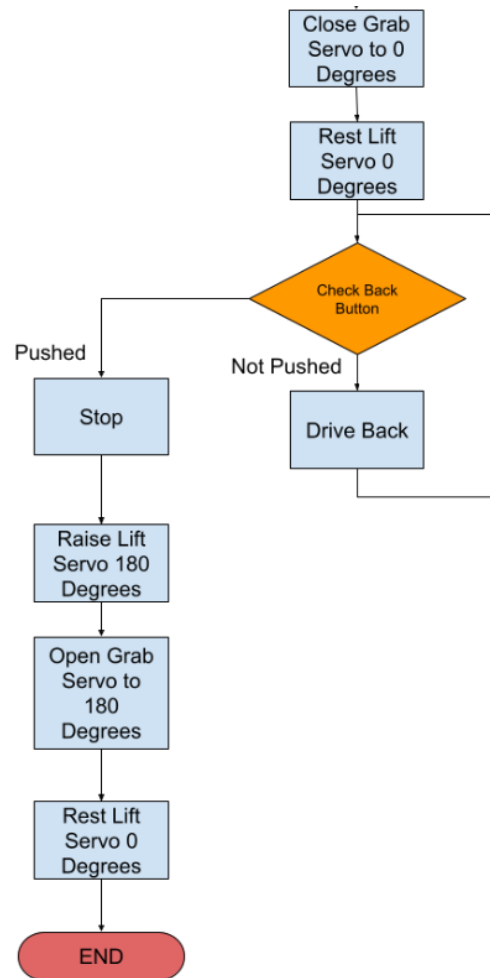 Close Grab
Servo to 0
Degrees
Rest Lift
Servo 0
Degrees
Check Back
Button
Pushed
Not Pushed
Stop
Drive Back
Raise Lift
Servo 180
Degrees
Open Grab
Servo to
180
Degrees
Rest Lift
Servo 0
Degrees
END